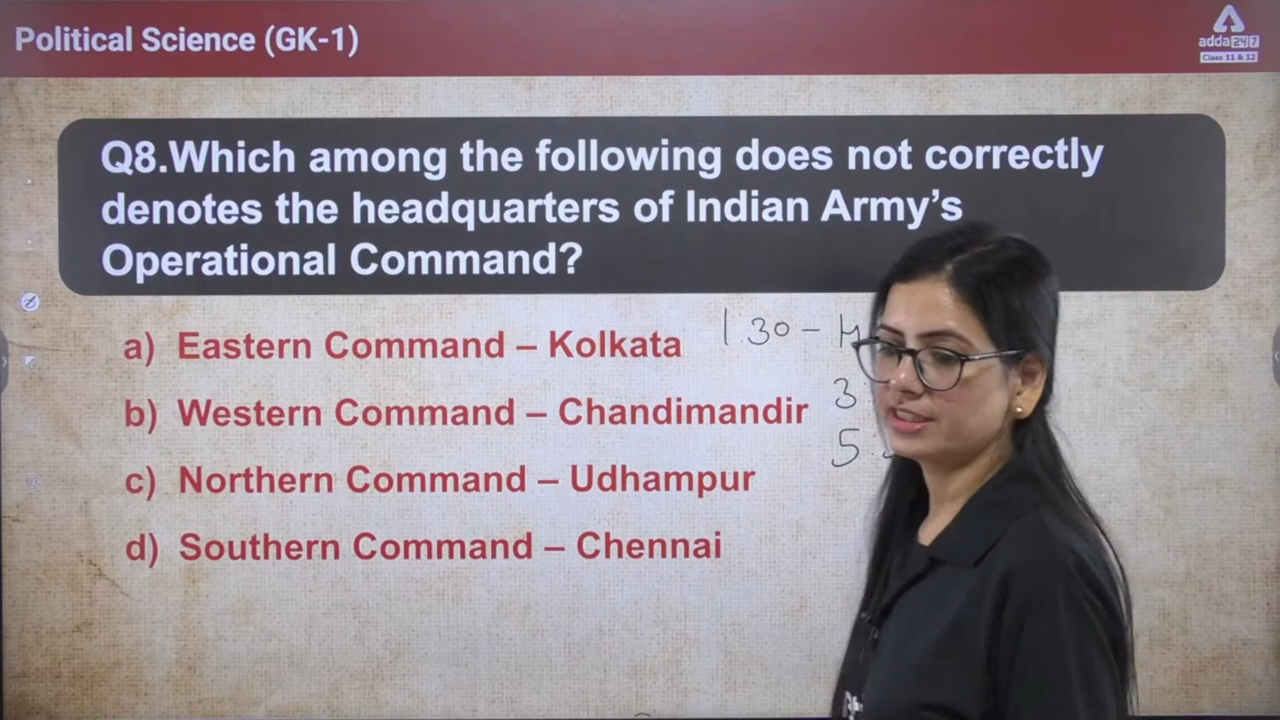 Political Science (GK-1)
adda247
Class 11 & 12
Q8.Which among the following does not correctly
denotes the headquarters of Indian Army’s
Operational Command?
a) Eastern Command – Kolkata
1:30 –
b) Western Command – Chandimandir
3
c) Northern Command – Udhampur
5:
d) Southern Command – Chennai